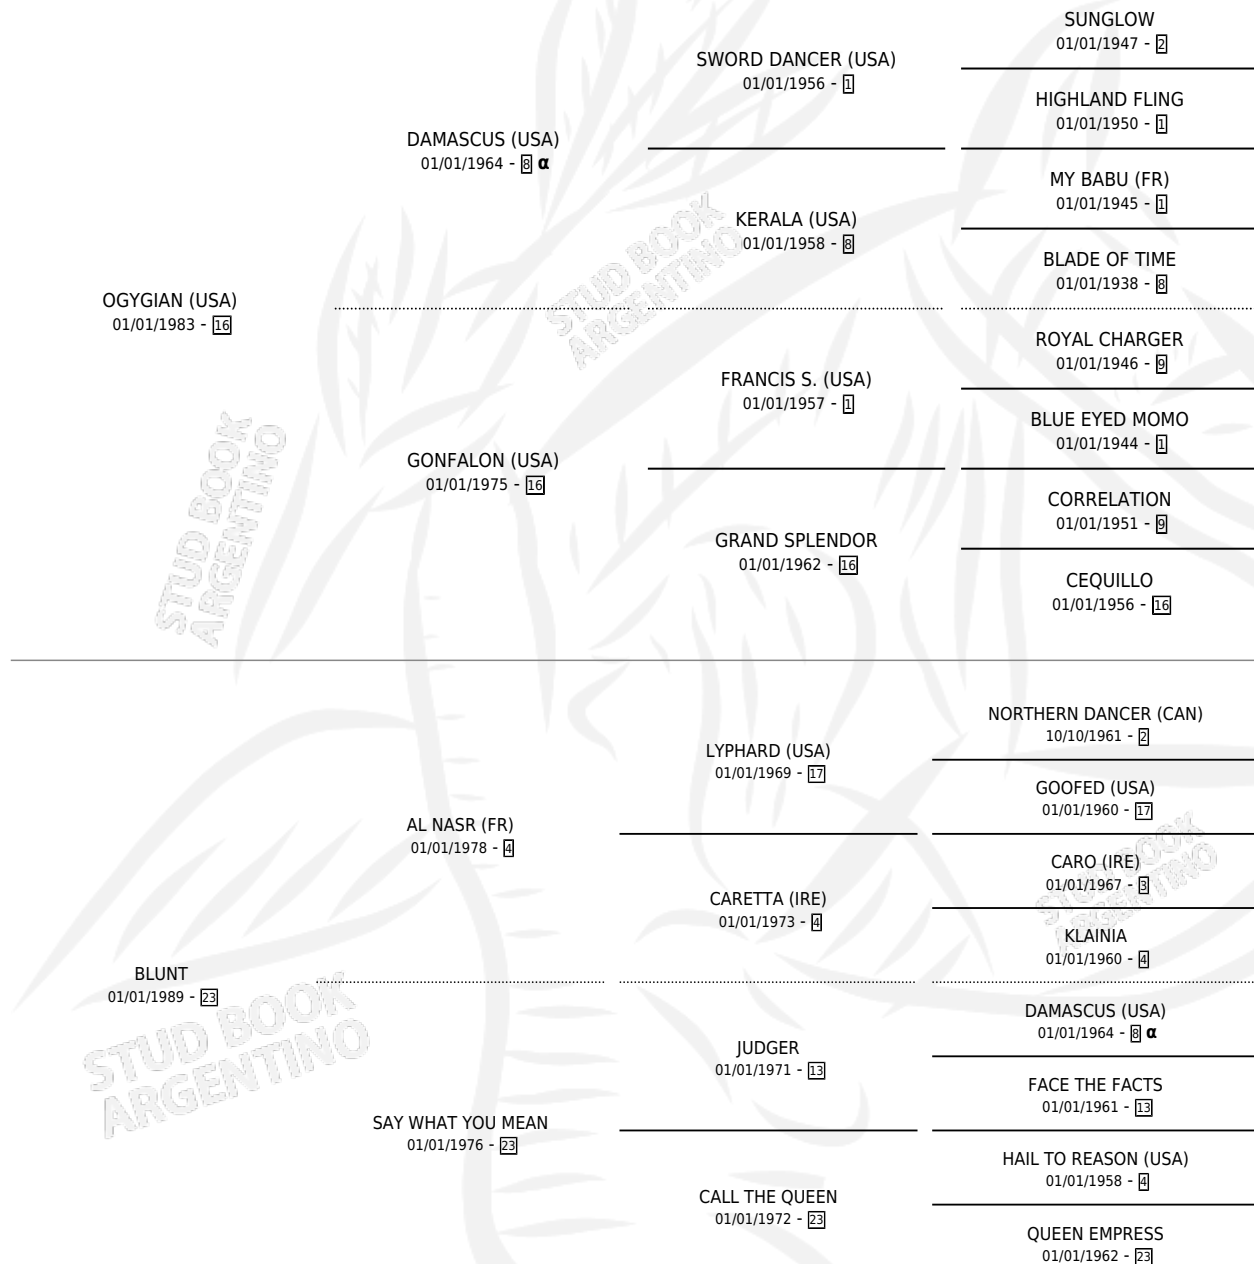 SUNGLOW
01/01/1947 - 2
SWORD DANCER (USA)
01/01/1956 - 1
HIGHLAND FLING
01/01/1950 - 1
DAMASCUS (USA)
01/01/1964 - 8 α
MY BABU (FR)
01/01/1945 - 1
KERALA (USA)
01/01/1958 - 8
BLADE OF TIME
01/01/1938 - 8
OGYGIAN (USA)
01/01/1983 - 16
ROYAL CHARGER
01/01/1946 - 9
FRANCIS S. (USA)
01/01/1957 - 1
BLUE EYED MOMO
01/01/1944 - 1
GONFALON (USA)
01/01/1975 - 16
CORRELATION
01/01/1951 - 9
GRAND SPLENDOR
01/01/1962 - 16
CEQUILLO
01/01/1956 - 16
NORTHERN DANCER (CAN)
10/10/1961 - 2
LYPHARD (USA)
01/01/1969 - 17
GOOFED (USA)
01/01/1960 - 17
AL NASR (FR)
01/01/1978 - 4
CARO (IRE)
01/01/1967 - 3
CARETTA (IRE)
01/01/1973 - 4
KLAINIA
01/01/1960 - 4
BLUNT
01/01/1989 - 23
DAMASCUS (USA)
01/01/1964 - 8 α
JUDGER
01/01/1971 - 13
FACE THE FACTS
01/01/1961 - 13
SAY WHAT YOU MEAN
01/01/1976 - 23
HAIL TO REASON (USA)
01/01/1958 - 4
CALL THE QUEEN
01/01/1972 - 23
QUEEN EMPRESS
01/01/1962 - 23
STUD BOOK
ARGENTINO
STUD BOOK
ARGENTINO
STUD BOOK
ARGENTINO
STUD BOOK
ARGENTINO